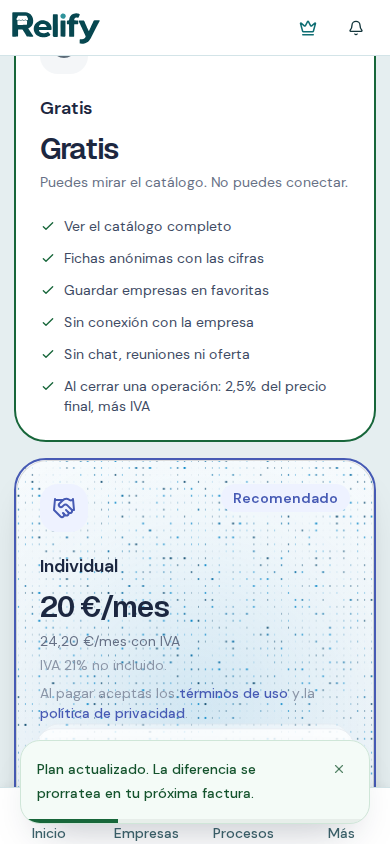 Relify
Gratis
Gratis
Puedes mirar el catálogo. No puedes conectar.
Ver el catálogo completo
Fichas anónimas con las cifras
Guardar empresas en favoritas
Sin conexión con la empresa
Sin chat, reuniones ni oferta
Al cerrar una operación: 2,5% del precio
final, más IVA
Recomendado
Individual
20 €/mes
24,20 €/mes con IVA
IVA 21% no incluido.
Al pagar aceptas los términos de uso y la
política de privacidad
Plan actualizado. La diferencia se
prorratea en tu próxima factura.
Inicio
Empresas
Procesos
Más